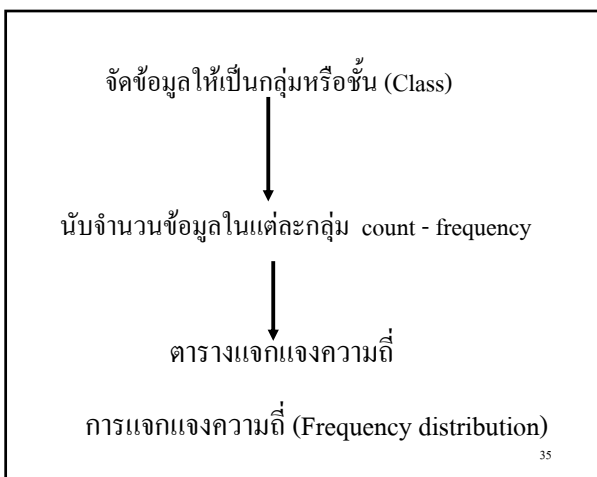 จัดข้อมูลให้เป็นกลุ่มหรือชั้น (Class)
นับจำนวนข้อมูลในแต่ละกลุ่ม count - frequency
ตารางแจกแจงความถี่
การแจกแจงความถี่ (Frequency distribution)
35